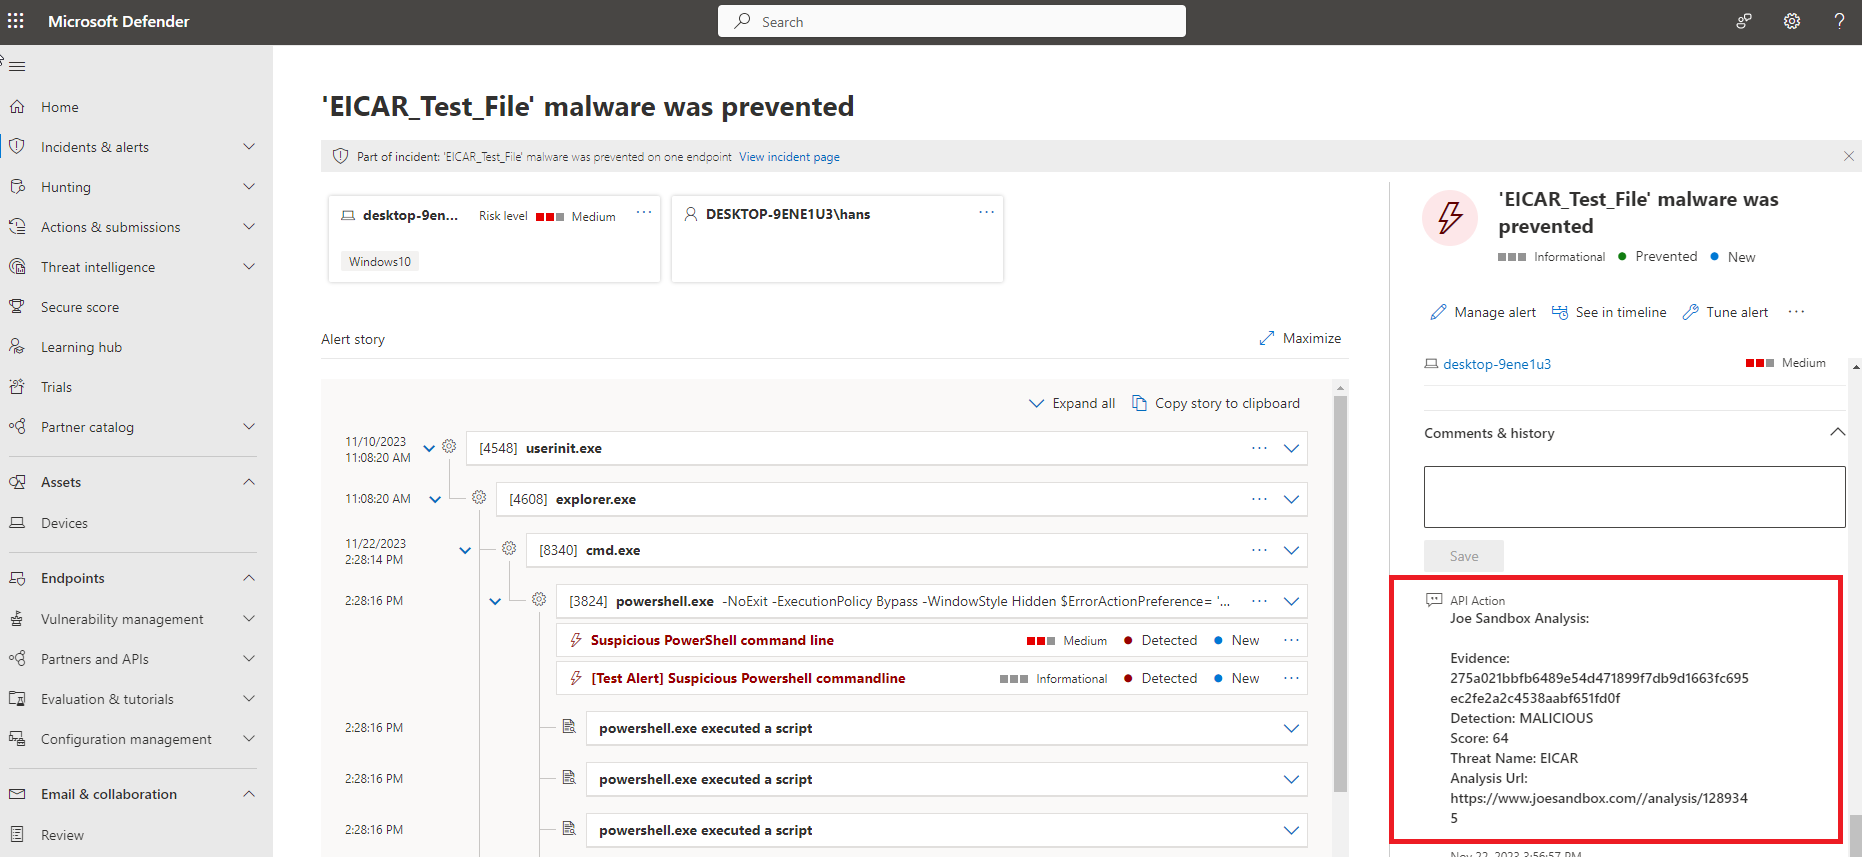 Microsoft Defender
Search
Home
Incidents & alerts
Hunting
Actions & submissions
Threat intelligence
Secure score
Learning hub
Trials
Partner catalog
Assets
Devices
Endpoints
Vulnerability management
Partners and APIs
Evaluation & tutorials
Configuration management
Email & collaboration
Review
'EICAR_Test_File' malware was prevented
Part of incident: 'EICAR_Test_File' malware was prevented on one endpoint View incident page
desktop-9en... Risk level Medium ...
Windows10
DESKTOP-9ENE1U3\hans ...
Alert story
Maximize
Expand all Copy story to clipboard
11/10/2023
11:08:20 AM
[4548] userinit.exe ...
11:08:20 AM [4608] explorer.exe ...
11/22/2023
2:28:14 PM
[8340] cmd.exe ...
2:28:16 PM [3824] powershell.exe -NoExit -ExecutionPolicy Bypass -WindowStyle Hidden $ErrorActionPreference= '... ...
Suspicious PowerShell command line Medium Detected New ...
[Test Alert] Suspicious Powershell commandline Informational Detected New ...
2:28:16 PM powershell.exe executed a script
2:28:16 PM powershell.exe executed a script
2:28:16 PM powershell.exe executed a script
'EICAR_Test_File' malware was
prevented
Informational Prevented New
Manage alert See in timeline Tune alert ...
desktop-9ene1u3 Medium
Comments & history
Save
API Action
Joe Sandbox Analysis:
Evidence:
275a021bbfb6489e54d471899f7db9d1663fc695
ec2fe2a2c4538aabf651fd0f
Detection: MALICIOUS
Score: 64
Threat Name: EICAR
Analysis Url:
https://www.joesandbox.com//analysis/128934
5
Nov 22, 2023 3:56:57 PM